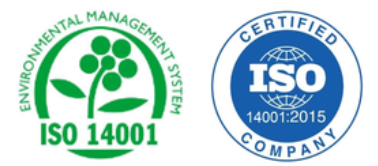 ENVIRONMENTAL MANAGEMENT SYSTEM
ISO 14001
CERTIFIED
ISO
14001:2015
COMPANY